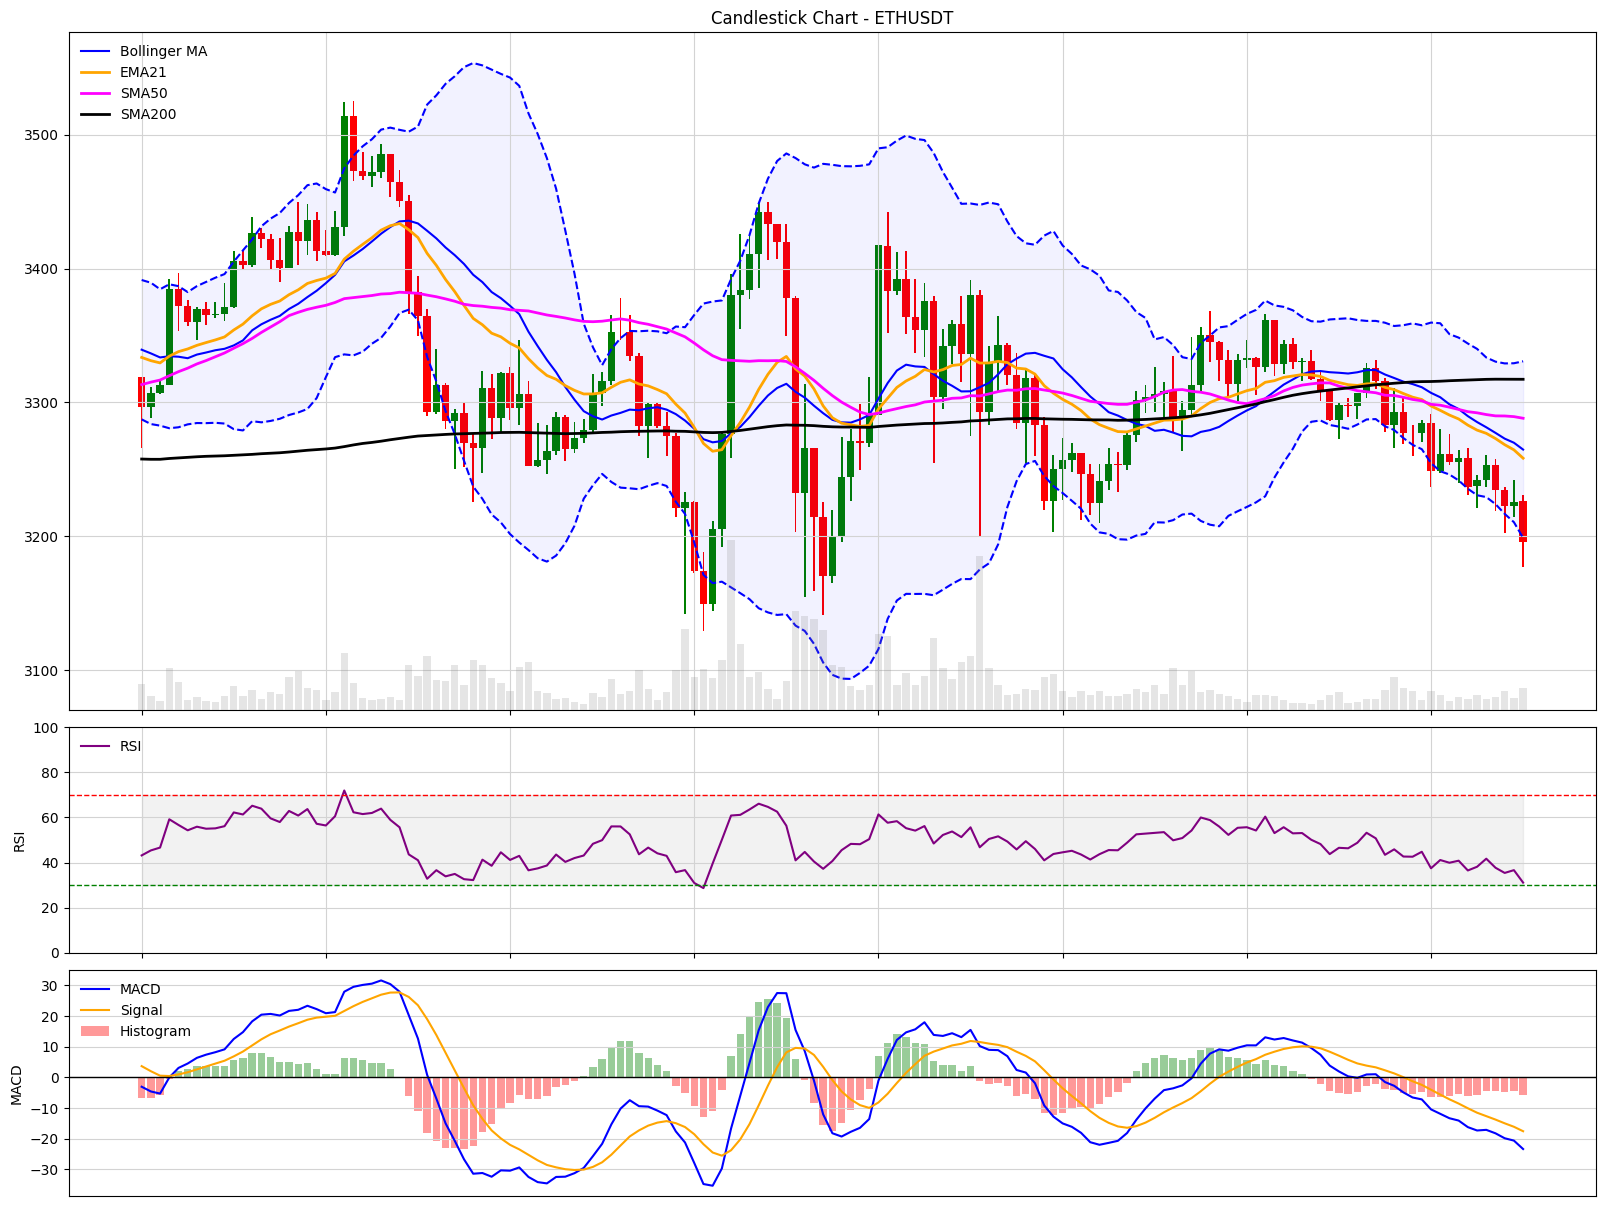 Candlestick Chart - ETHUSDT
Bollinger MA
EMA21
SMA50
SMA200
3500
3400
3300
3200
3100
RSI
100
80
60
40
20
0
RSI
MACD
Signal
Histogram
30
20
10
0
−10
−20
−30
MACD